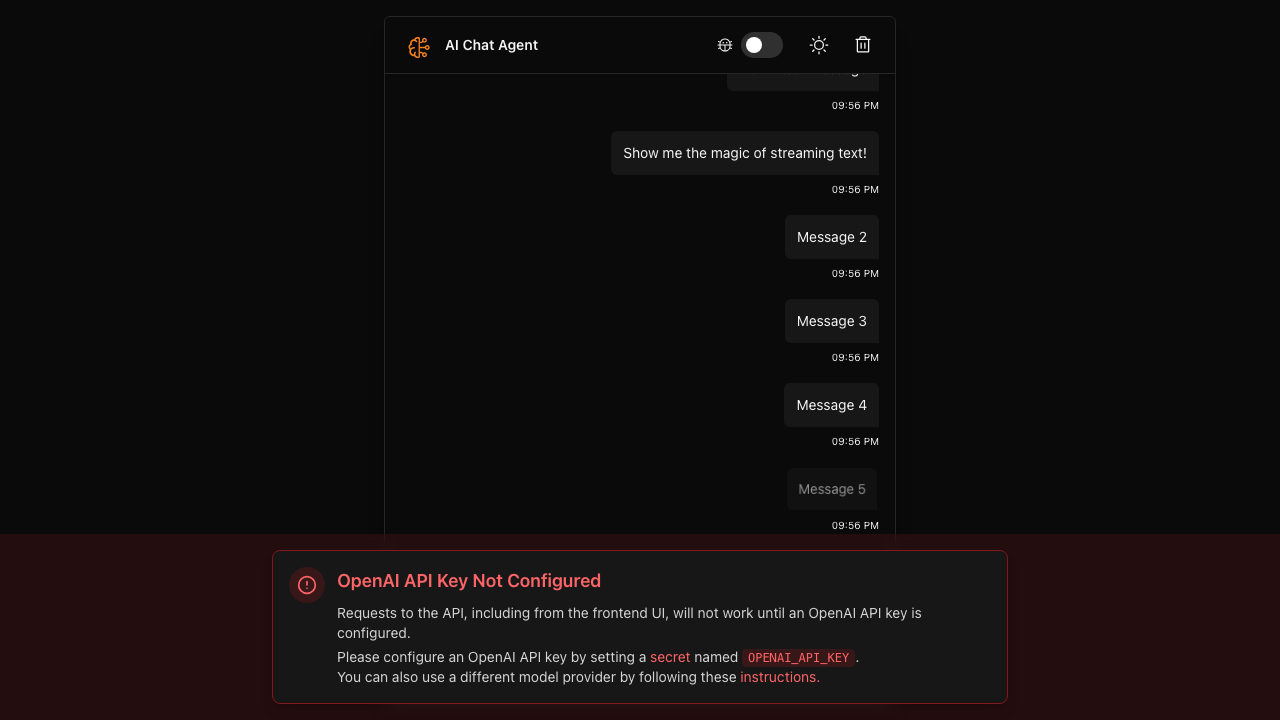 AI Chat Agent
09:56 PM
Show me the magic of streaming text!
09:56 PM
Message 2
09:56 PM
Message 3
09:56 PM
Message 4
09:56 PM
Message 5
09:56 PM
OpenAI API Key Not Configured
Requests to the API, including from the frontend UI, will not work until an OpenAI API key is
configured.
Please configure an OpenAI API key by setting a secret named OPENAI_API_KEY.
You can also use a different model provider by following these instructions.